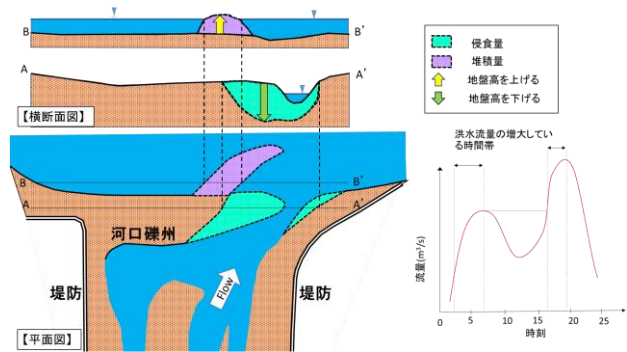 B
B'
A
A'
【横断面図】
侵食量
堆積量
地盤高を上げる
地盤高を下げる
B
B'
A
A'
河口礫州
堤防
堤防
Flow
【平面図】
洪水流量の増大してい
る時間帯
流量(m³/s)
0
5
10
15
20
25
時刻